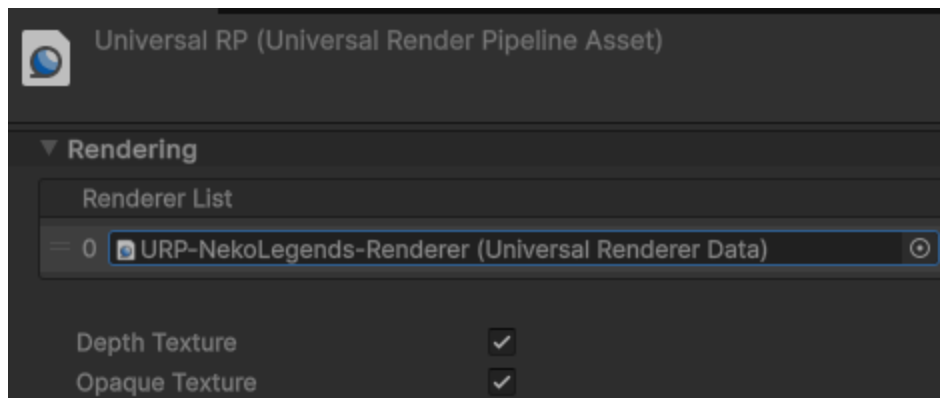 Universal RP (Universal Render Pipeline Asset)
Rendering
Renderer List
0 URP-NekoLegends-Renderer (Universal Renderer Data)
Depth Texture
Opaque Texture